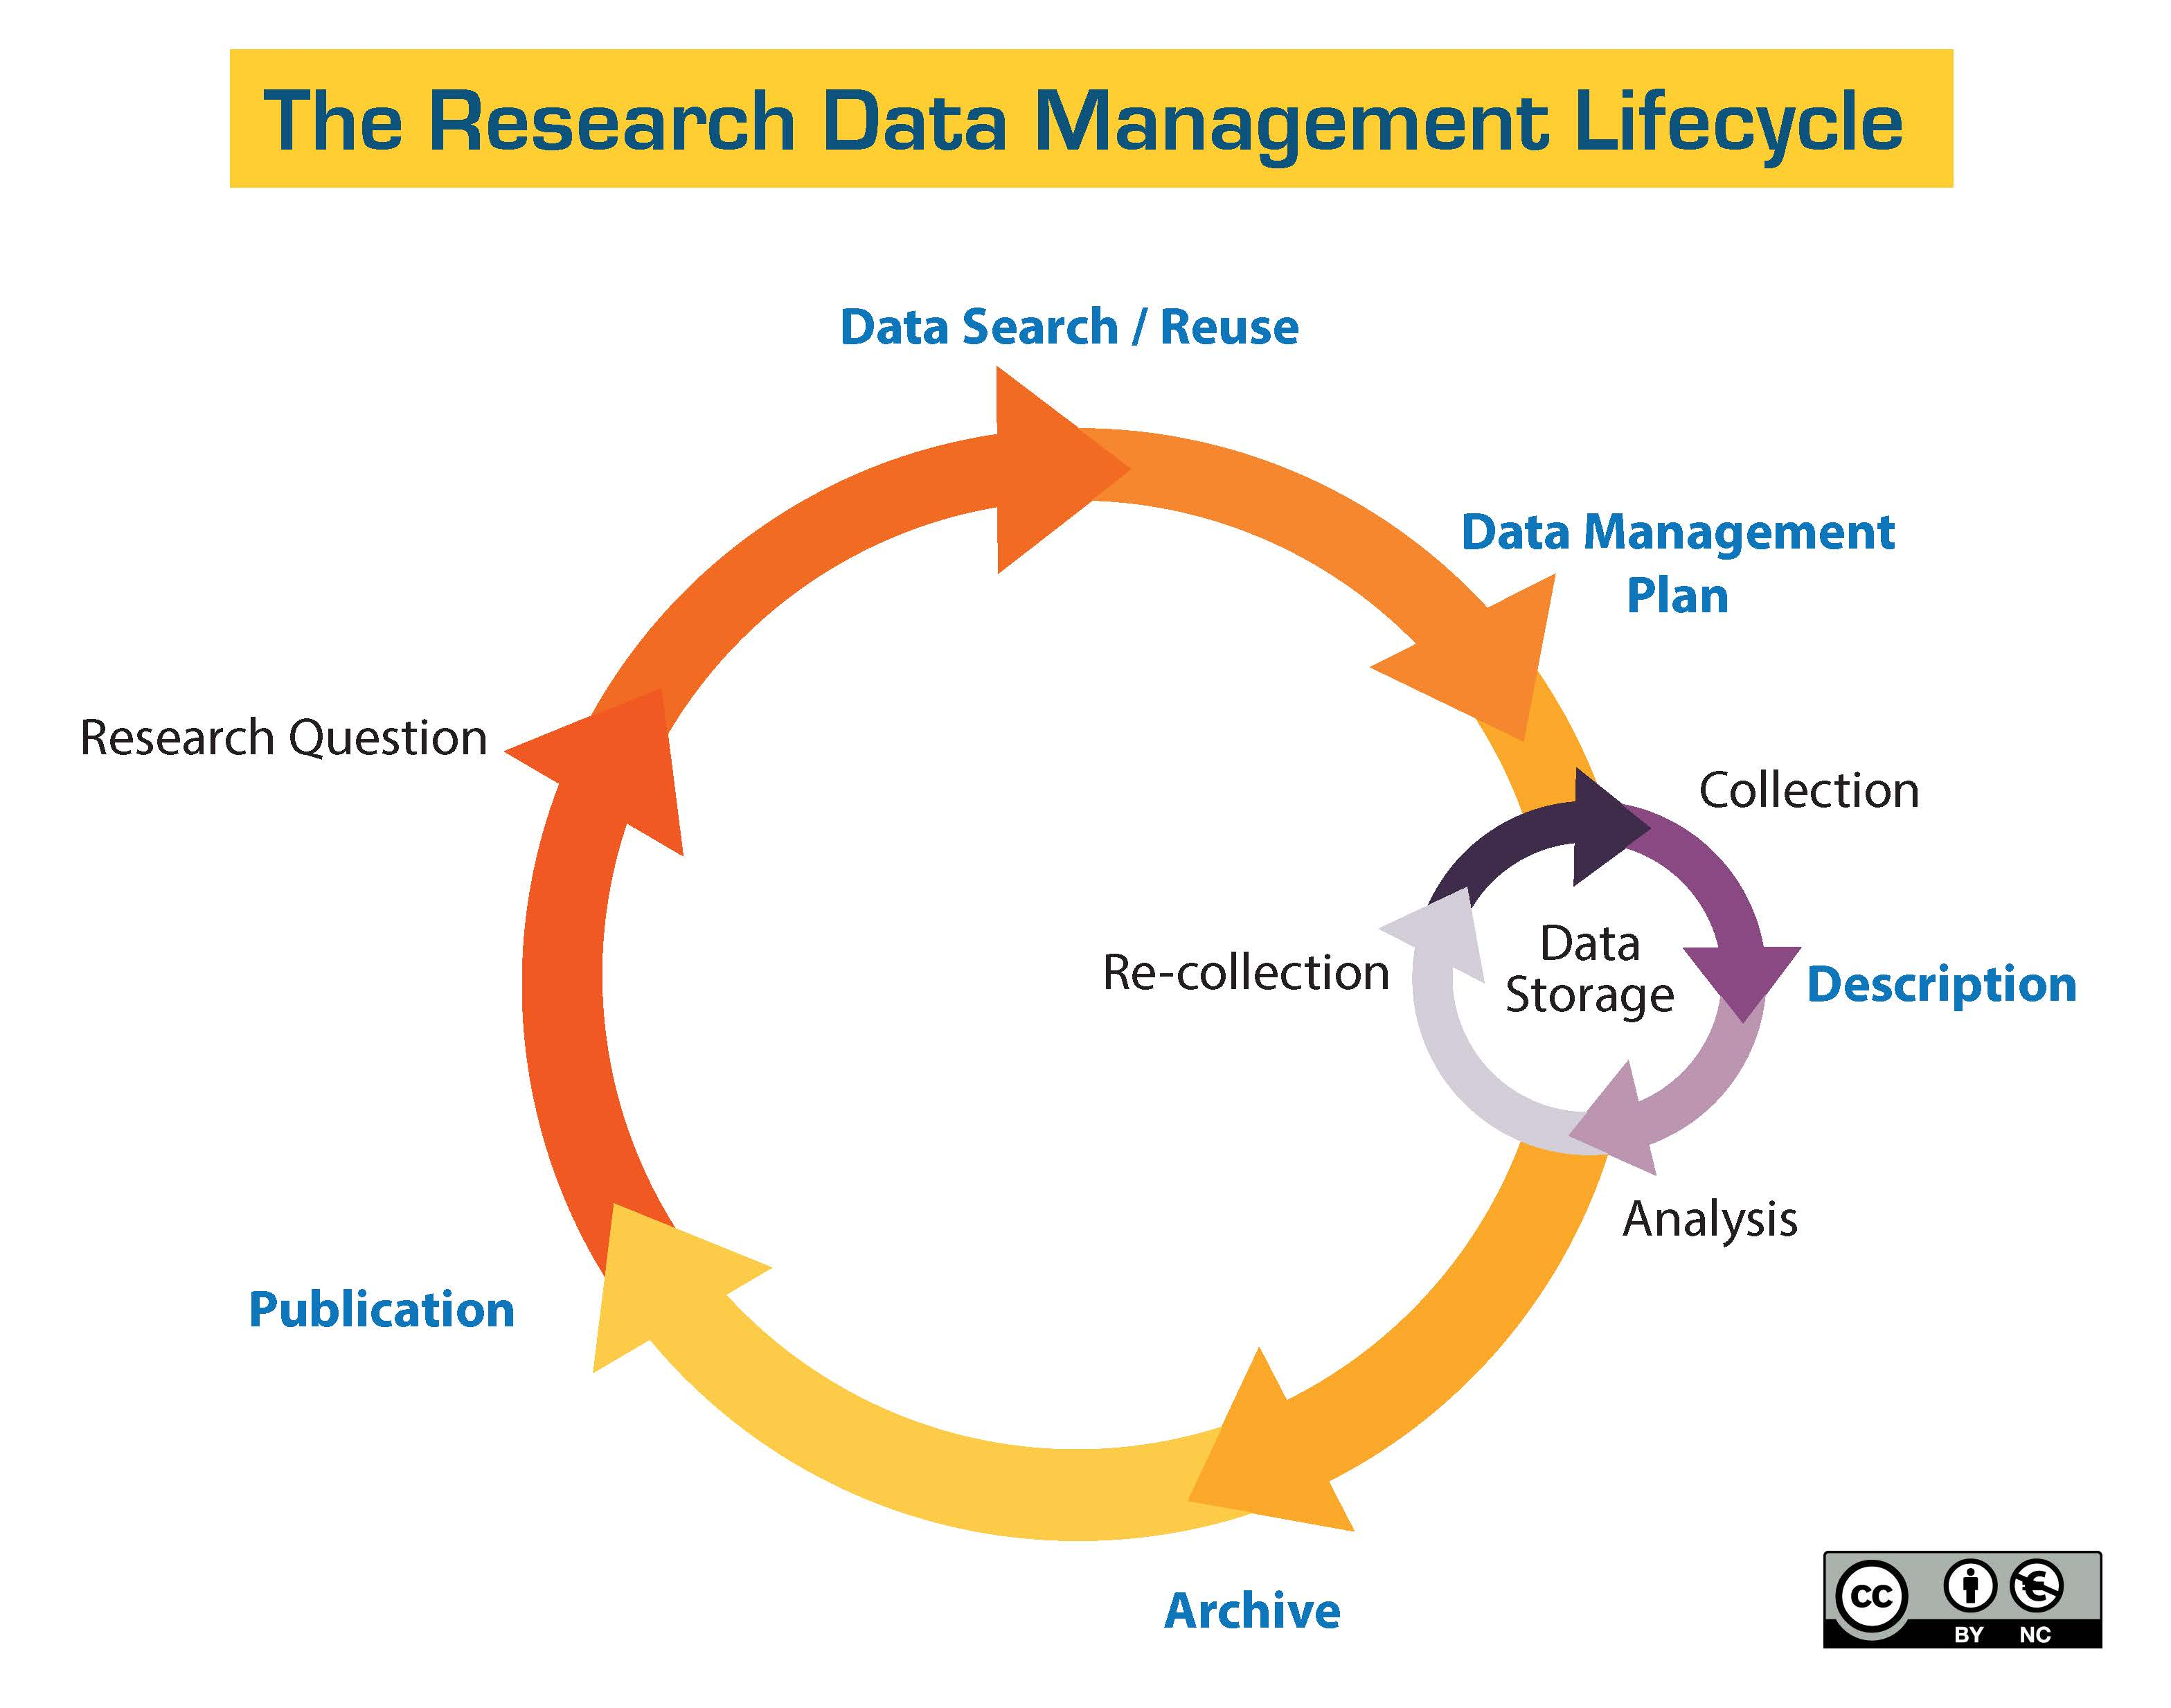 The Research Data Management Lifecycle
Data Search / Reuse
Data Management
Plan
Research Question
Collection
Data
Storage
Re-collection
Description
Analysis
Publication
Archive
cc
BY NC